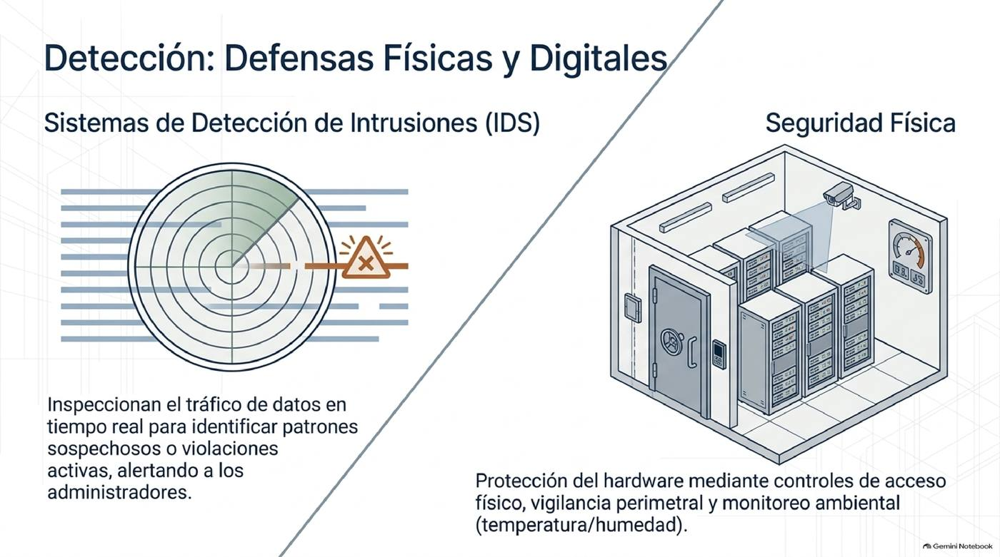 Detección: Defensas Físicas y Digitales
Sistemas de Detección de Intrusiones (IDS)
Inspeccionan el tráfico de datos en
tiempo real para identificar patrones
sospechosos o violaciones
activas, alertando a los
administradores.
Seguridad Física
Protección del hardware mediante controles de acceso
físico, vigilancia perimetral y monitoreo ambiental
(temperatura/humedad).
Gemini Notebook